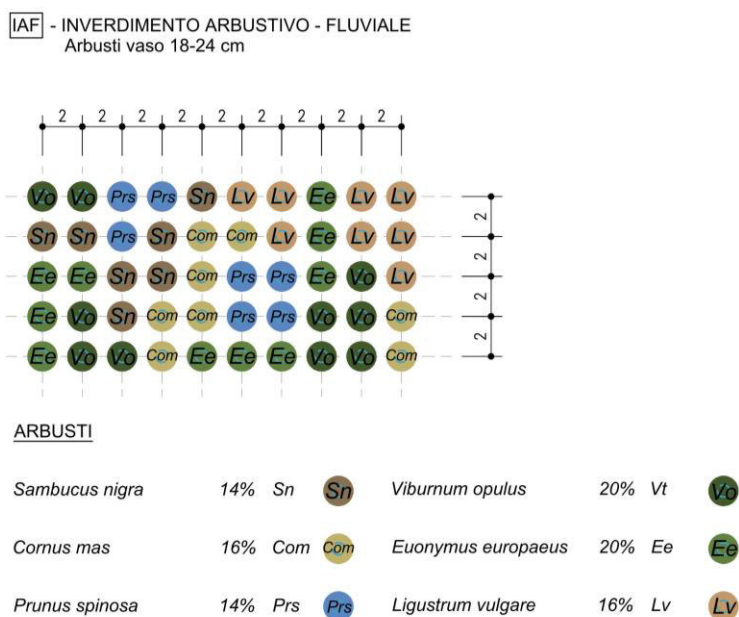 IAF - INVERDIMENTO ARBUSTIVO - FLUVIALE
Arbusti vaso 18-24 cm
2 2 2 2 2 2 2 2 2
Vo Vo Prs Prs Sn Lv Lv Ee Lv Lv
2
Sn Sn Prs Sn Com Com Lv Ee Lv Lv
2
Ee Ee Sn Sn Com Prs Prs Ee Vo Lv
2
Ee Vo Sn Com Com Prs Prs Vo Vo Com
2
Ee Vo Vo Com Ee Ee Ee Vo Vo Com
ARBUSTI
Sambucus nigra 14% Sn Sn Viburnum opulus 20% Vt Vo
Cornus mas 16% Com Com Euonymus europaeus 20% Ee Ee
Prunus spinosa 14% Prs Prs Ligustrum vulgare 16% Lv Lv